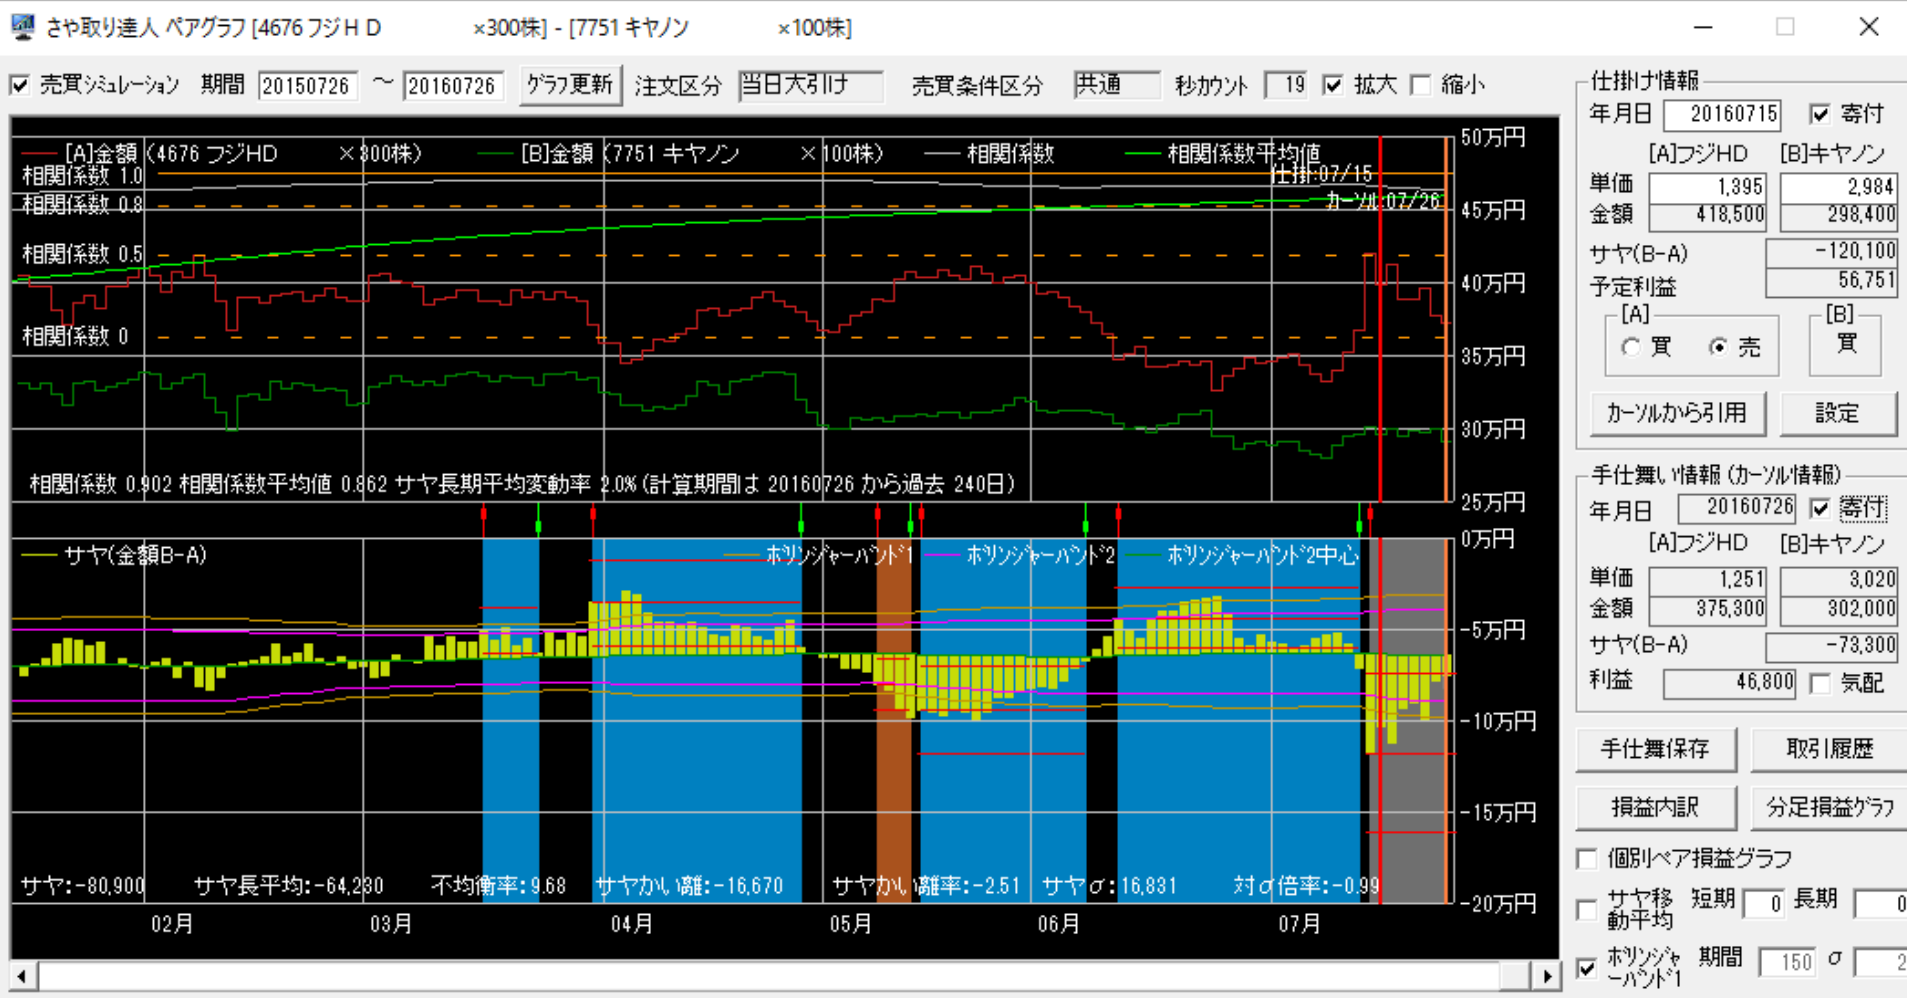 さや取り達人 ペアグラフ [4676 フジＨＤ ×300株] - [7751 キヤノン ×100株]
売買ｼﾐｭﾚｰｼｮﾝ 期間 20150726 ～ 20160726 ｸﾞﾗﾌ更新 注文区分 当日大引け 売買条件区分 共通 秒ｶｳﾝﾄ 19 拡大 縮小
[A]金額(4676 フジHD ×300株) [B]金額(7751 キヤノン ×100株) 相関係数 相関係数平均値
相関係数 1.0
仕掛:07/15
相関係数 0.8
ｶｰｿﾙ:07/26
相関係数 0.5
相関係数 0
50万円
45万円
40万円
35万円
30万円
25万円
相関係数 0.902 相関係数平均値 0.862 サヤ長期平均変動率 2.0%(計算期間は 20160726 から過去 240日)
サヤ(金額B-A) ﾎﾞﾘﾝｼﾞｬｰﾊﾞﾝﾄﾞ1 ﾎﾞﾘﾝｼﾞｬｰﾊﾞﾝﾄﾞ2 ﾎﾞﾘﾝｼﾞｬｰﾊﾞﾝﾄﾞ2中心
0万円
-5万円
-10万円
-15万円
-20万円
サヤ:-80,900 サヤ長平均:-64,230 不均衡率:9.68 サヤかい離:-16,670 サヤかい離率:-2.51 サヤσ:16,831 対σ倍率:-0.99
02月 03月 04月 05月 06月 07月
仕掛け情報
年月日 20160715 寄付
[A]フジHD [B]キヤノン
単価 1,395 2,984
金額 418,500 298,400
サヤ(B-A) -120,100
予定利益 56,751
[A] [B]
買 売 買
ｶｰｿﾙから引用 設定
手仕舞い情報(ｶｰｿﾙ情報)
年月日 20160726 寄付
[A]フジHD [B]キヤノン
単価 1,251 3,020
金額 375,300 302,000
サヤ(B-A) -73,300
利益 46,800 気配
手仕舞保存 取引履歴
損益内訳 分足損益ｸﾞﾗﾌ
個別ペア損益グラフ
サヤ移動平均 短期 0 長期 0
ﾎﾞﾘﾝｼﾞｬｰﾊﾞﾝﾄﾞ1 期間 150 σ 2